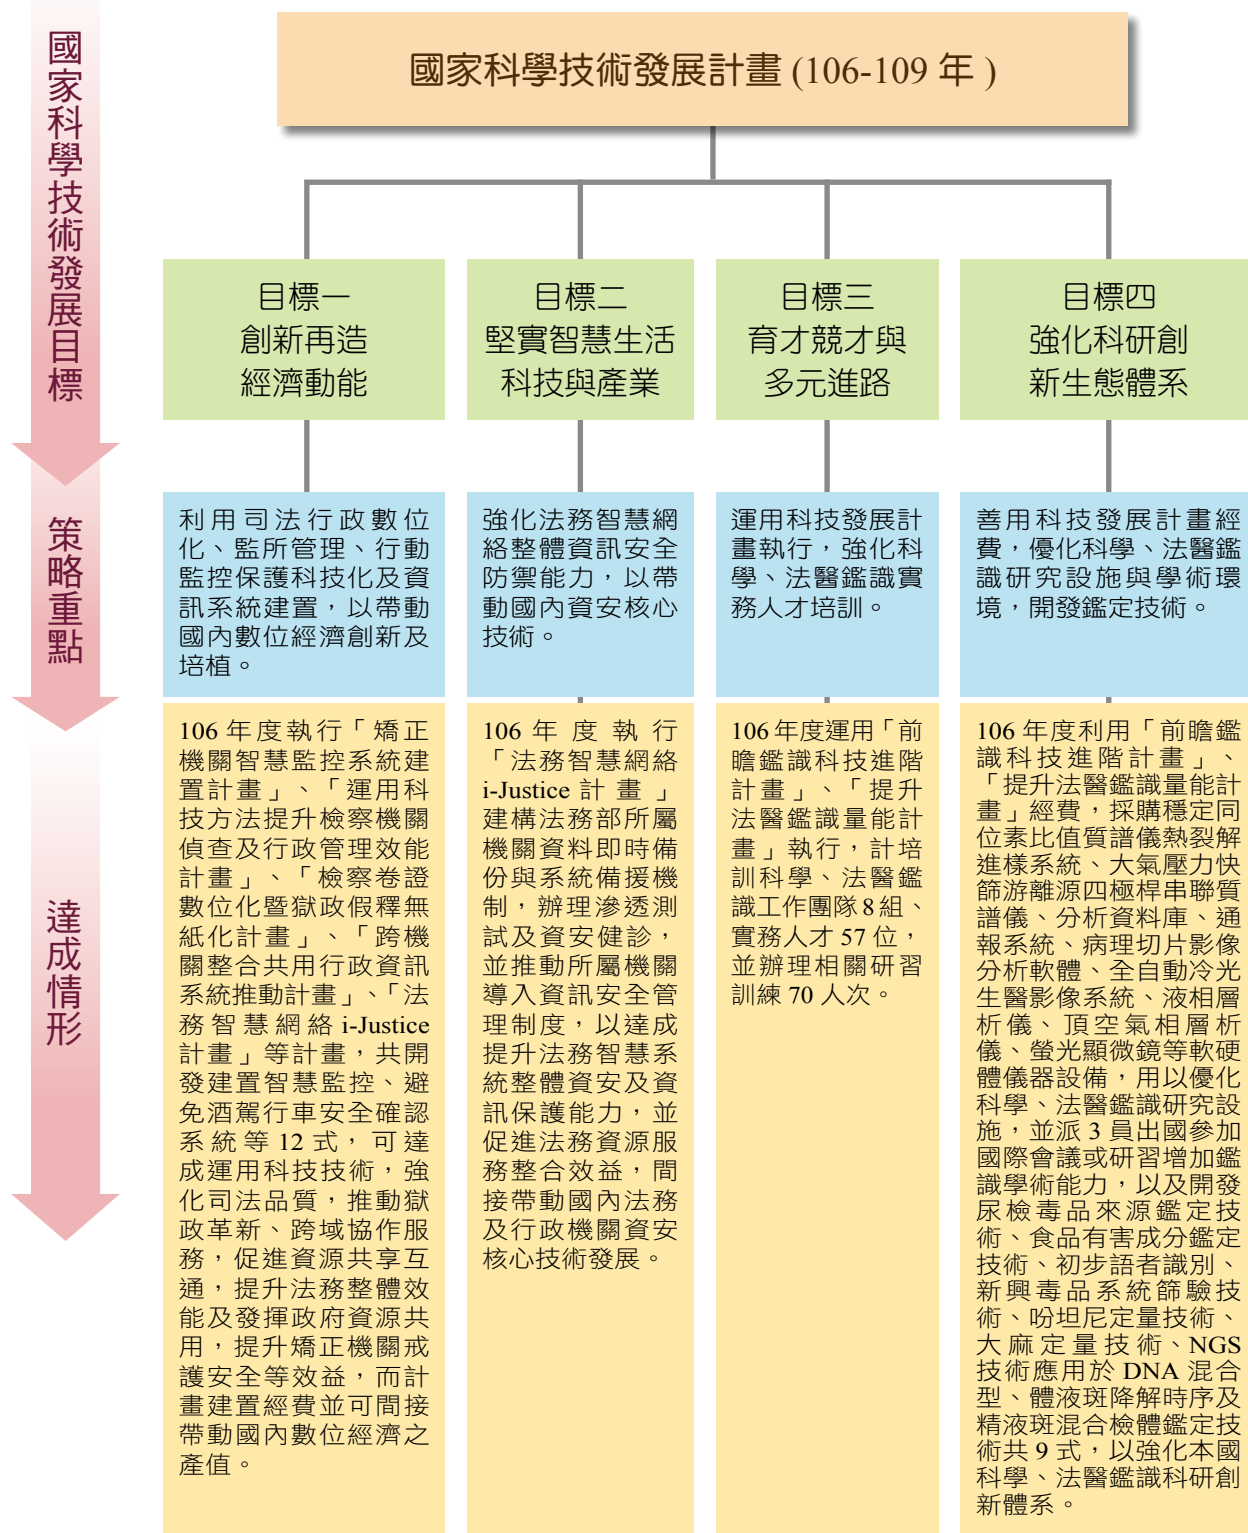 國家科學技術發展目標
策略重點
達成情形
國家科學技術發展計畫 (106-109 年 )
目標一
創新再造
經濟動能
利用司法行政數位
化、監所管理、行動
監控保護科技化及資
訊系統建置，以帶動
國內數位經濟創新及
培植。
106 年度執行「矯正
機關智慧監控系統建
置計畫」、「運用科
技方法提升檢察機關
偵查及行政管理效能
計畫」、「檢察卷證
數位化暨獄政假釋無
紙化計畫」、「跨機
關整合共用行政資訊
系統推動計畫」、「法
務智慧網絡 i-Justice
計畫」等計畫，共開
發建置智慧監控、避
免酒駕行車安全確認
系統等 12 式，可達
成運用科技技術，強
化司法品質，推動獄
政革新、跨域協作服
務，促進資源共享互
通，提升法務整體效
能及發揮政府資源共
用，提升矯正機關戒
護安全等效益，而計
畫建置經費並可間接
帶動國內數位經濟之
產值。
目標二
堅實智慧生活
科技與產業
強化法務智慧網
絡整體資訊安全
防禦能力，以帶
動國內資安核心
技術。
106 年度執行
「法務智慧網絡
i-Justice 計畫」
建構法務部所屬
機關資料即時備
份與系統備援機
制，辦理滲透測
試及資安健診，
並推動所屬機關
導入資訊安全管
理制度，以達成
提升法務智慧系
統整體資安及資
訊保護能力，並
促進法務資源服
務整合效益，間
接帶動國內法務
及行政機關資安
核心技術發展。
目標三
育才競才與
多元進路
運用科技發展計
畫執行，強化科
學、法醫鑑識實
務人才培訓。
106 年度運用「前
瞻鑑識科技進階
計畫」、「提升
法醫鑑識量能計
畫」執行，計培
訓科學、法醫鑑
識工作團隊 8 組、
實務人才 57 位，
並辦理相關研習
訓練 70 人次。
目標四
強化科研創
新生態體系
善用科技發展計畫經
費，優化科學、法醫鑑
識研究設施與學術環
境，開發鑑定技術。
106 年度利用「前瞻鑑
識科技進階計畫」、
「提升法醫鑑識量能計
畫」經費，採購穩定同
位素比值質譜儀熱裂解
進樣系統、大氣壓力快
篩游離源四極桿串聯質
譜儀、分析資料庫、通
報系統、病理切片影像
分析軟體、全自動冷光
生醫影像系統、液相層
析儀、頂空氣相層析
儀、螢光顯微鏡等軟硬
體儀器設備，用以優化
科學、法醫鑑識研究設
施，並派 3 員出國參加
國際會議或研習增加鑑
識學術能力，以及開發
尿檢毒品來源鑑定技
術、食品有害成分鑑定
技術、初步語者識別、
新興毒品系統篩驗技
術、吩坦尼定量技術、
大麻定量技術、NGS
技術應用於 DNA 混合
型、體液斑降解時序及
精液斑混合檢體鑑定技
術共 9 式，以強化本國
科學、法醫鑑識科研創
新體系。